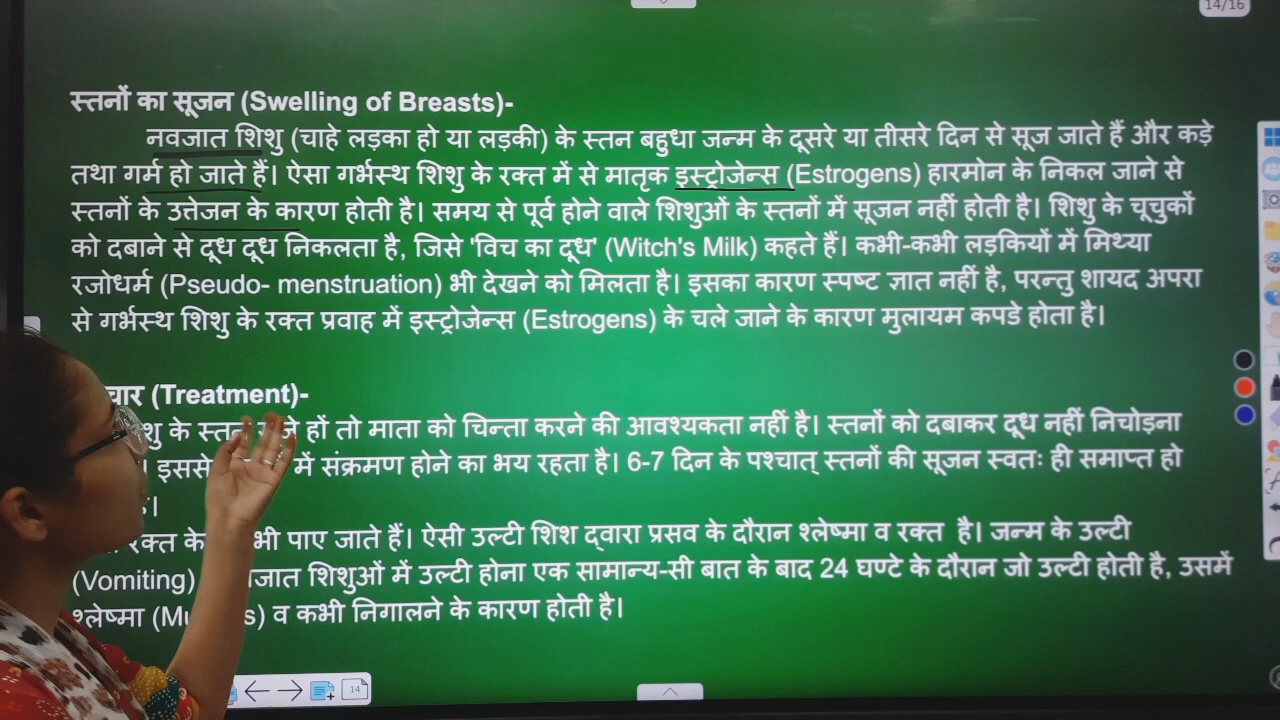 14/16
स्तनों का सूजन (Swelling of Breasts)-
नवजात शिशु (चाहे लड़का हो या लड़की) के स्तन बहुधा जन्म के दूसरे या तीसरे दिन से सूज जाते हैं और कड़े
तथा गर्म हो जाते हैं। ऐसा गर्भस्थ शिशु के रक्त में से मातृक इस्ट्रोजेन्स (Estrogens) हारमोन के निकल जाने से
स्तनों के उत्तेजन के कारण होती है। समय से पूर्व होने वाले शिशुओं के स्तनों में सूजन नहीं होती है। शिशु के चूचुकों
को दबाने से दूध दूध निकलता है, जिसे 'विच का दूध' (Witch's Milk) कहते हैं। कभी-कभी लड़कियों में मिथ्या
रजोधर्म (Pseudo- menstruation) भी देखने को मिलता है। इसका कारण स्पष्ट ज्ञात नहीं है, परन्तु शायद अपरा
से गर्भस्थ शिशु के रक्त प्रवाह में इस्ट्रोजेन्स (Estrogens) के चले जाने के कारण मुलायम कपडे होता है।
(Treatment)-
के हों तो माता को चिन्ता करने की आवश्यकता नहीं है। स्तनों को दबाकर दूध नहीं निचोड़ना
इससे में संक्रमण होने का भय रहता है। 6-7 दिन के पश्चात् स्तनों की सूजन स्वतः ही समाप्त हो
रक्त के भी पाए जाते हैं। ऐसी उल्टी शिश द्वारा प्रसव के दौरान श्लेष्मा व रक्त है। जन्म के उल्टी
(Vomiting) शिशुओं में उल्टी होना एक सामान्य-सी बात के बाद 24 घण्टे के दौरान जो उल्टी होती है, उसमें
श्लेष्मा व कभी निगालने के कारण होती है।
14